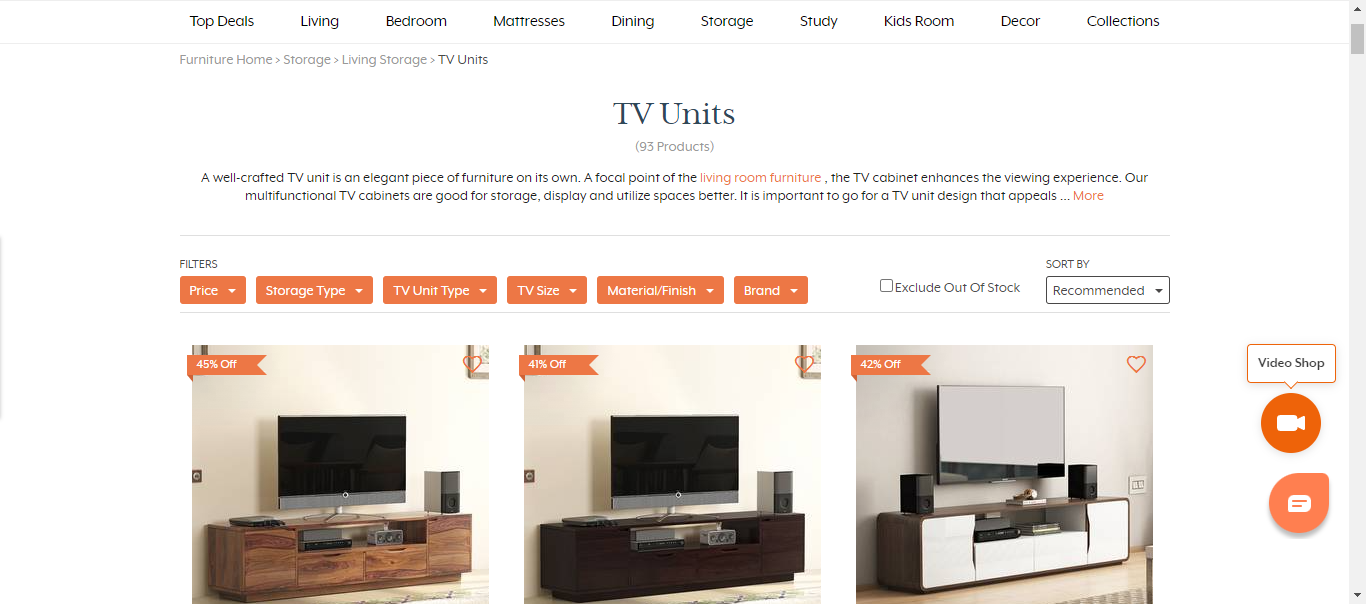 Top Deals Living Bedroom Mattresses Dining Storage Study Kids Room Decor Collections
Furniture Home > Storage > Living Storage > TV Units
TV Units
(93 Products)
A well-crafted TV unit is an elegant piece of furniture on its own. A focal point of the living room furniture , the TV cabinet enhances the viewing experience. Our
multifunctional TV cabinets are good for storage, display and utilize spaces better. It is important to go for a TV unit design that appeals ... More
FILTERS SORT BY
Price Storage Type TV Unit Type TV Size Material/Finish Brand Exclude Out Of Stock Recommended
45% Off 41% Off 42% Off
Video Shop